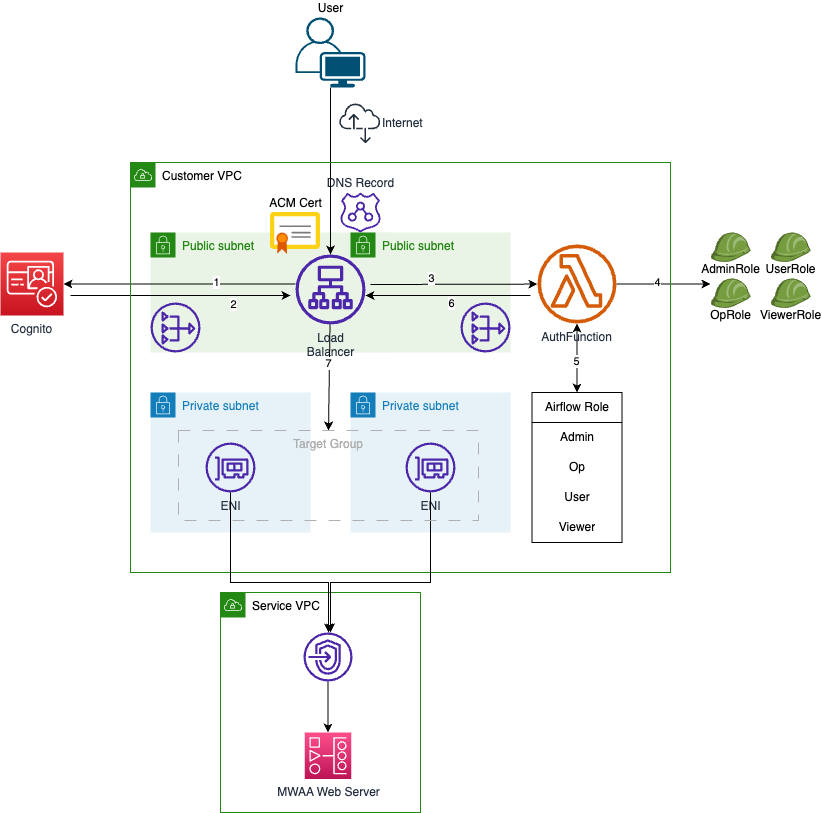 User
Internet
Customer VPC
DNS Record
ACM Cert
Public subnet
Public subnet
1
2
3
6
4
Cognito
Load
Balancer
7
AuthFunction
5
AdminRole
UserRole
OpRole
ViewerRole
Private subnet
Private subnet
Target Group
ENI
ENI
Airflow Role
Admin
Op
User
Viewer
Service VPC
MWAA Web Server